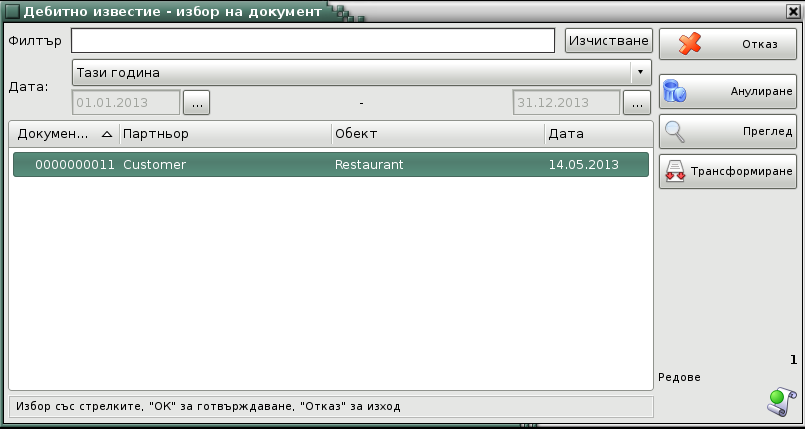 Дебитно известие - избор на документ
Филтър
Изчистване
Отказ
Дата:
Тази година
01.01.2013 ... - 31.12.2013 ...
Анулиране
Преглед
Трансформиране
Докумен... Партньор Обект Дата
0000000011 Customer Restaurant 14.05.2013
1
Редове
Избор със стрелките, "ОК" за готвърждаване, "Отказ" за изход